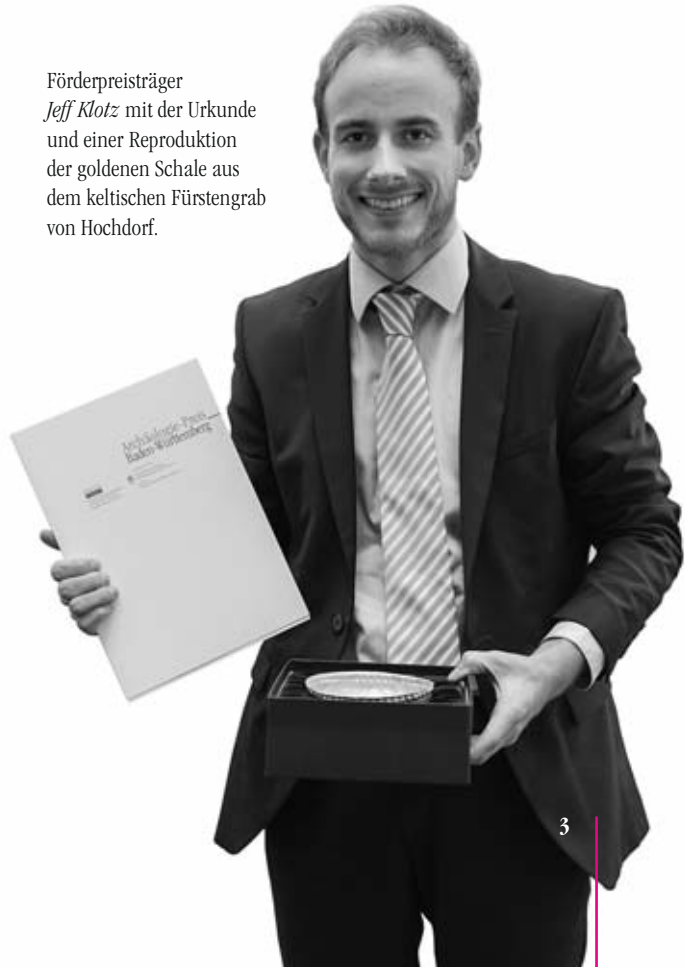 Förderpreisträger
Jeff Klotz mit der Urkunde
und einer Reproduktion
der goldenen Schale aus
dem keltischen Fürstengrab
von Hochdorf.
Archäologie-Preis
Baden-Württemberg
3